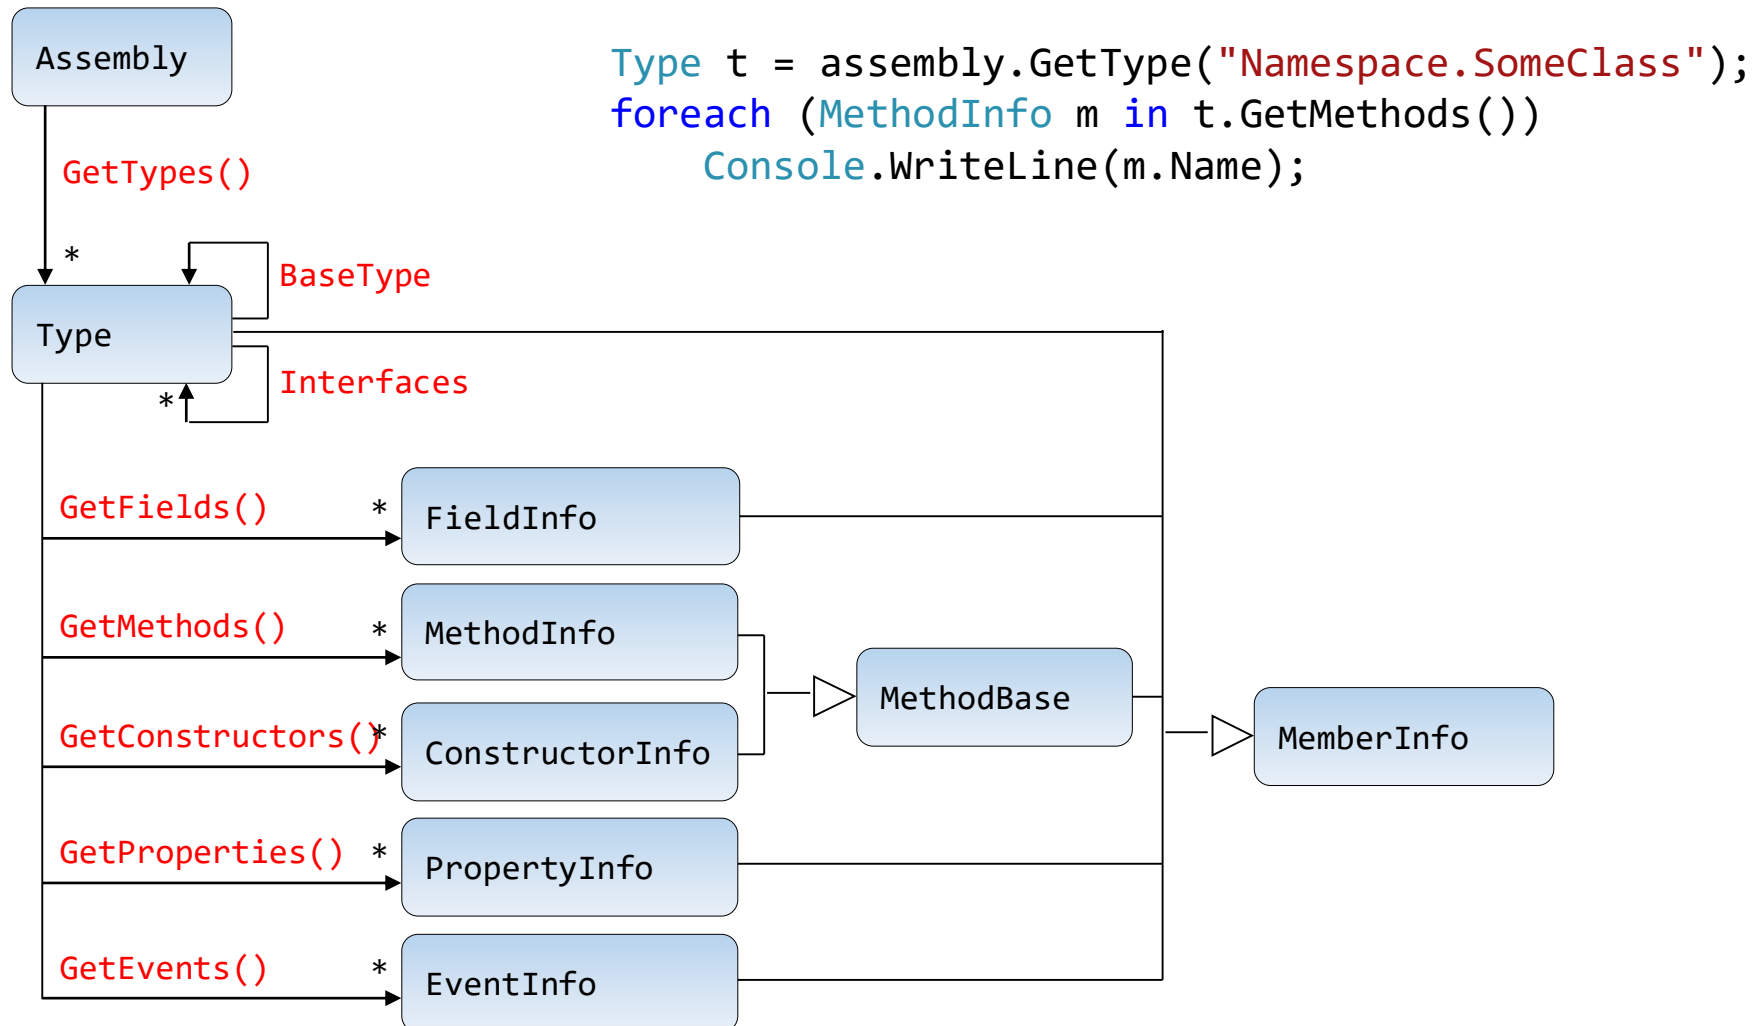 Assembly
Type t = assembly.GetType("Namespace.SomeClass");
foreach (MethodInfo m in t.GetMethods())
Console.WriteLine(m.Name);
GetTypes()
*
BaseType
Type
Interfaces
*
GetFields() *
FieldInfo
GetMethods() *
MethodInfo
MethodBase
GetConstructors()*
ConstructorInfo
MemberInfo
GetProperties() *
PropertyInfo
GetEvents() *
EventInfo